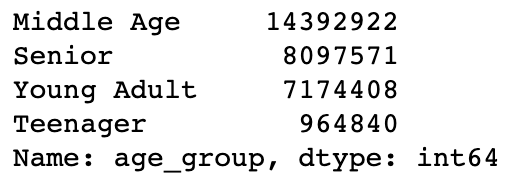 Middle Age 14392922
Senior 8097571
Young Adult 7174408
Teenager 964840
Name: age_group, dtype: int64